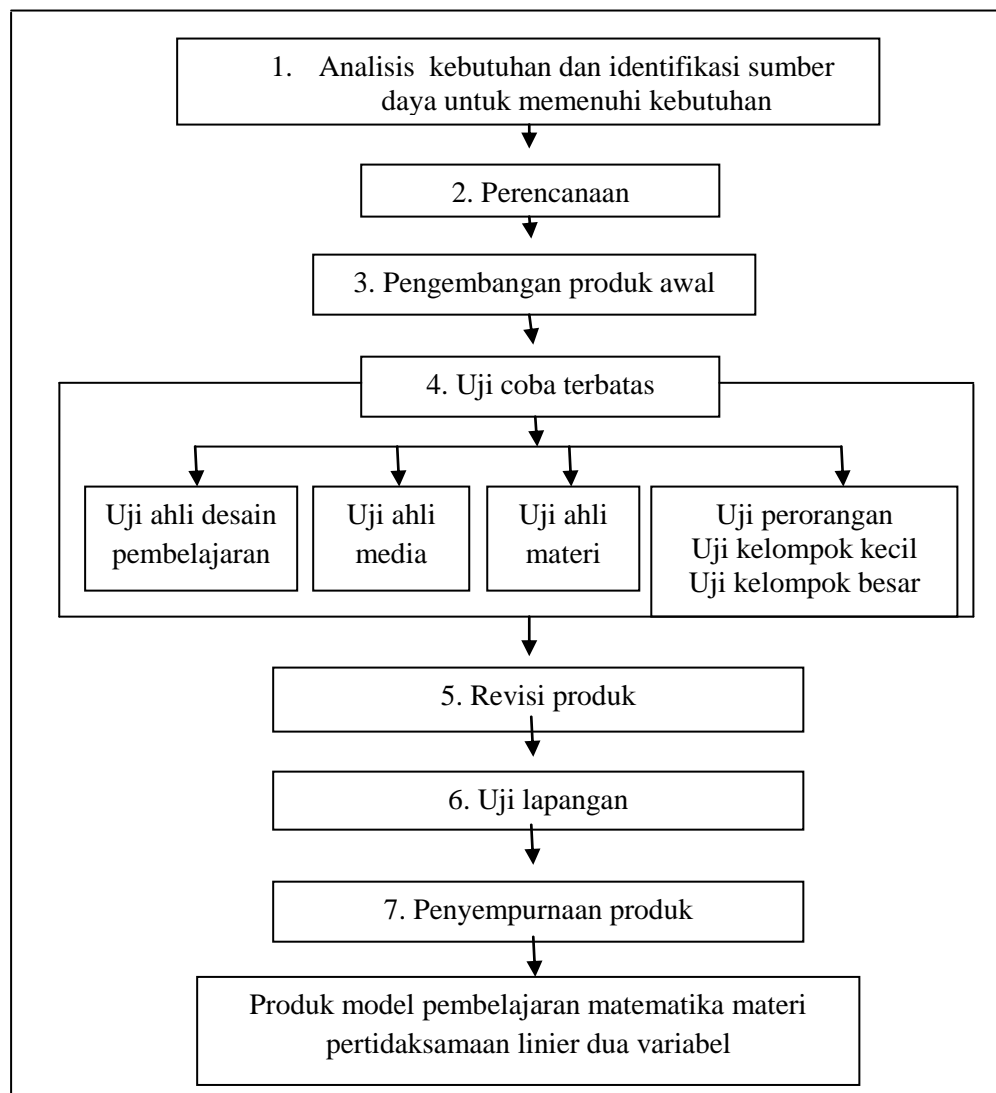 1. Analisis kebutuhan dan identifikasi sumber
daya untuk memenuhi kebutuhan
2. Perencanaan
3. Pengembangan produk awal
4. Uji coba terbatas
Uji ahli desain
pembelajaran
Uji ahli
media
Uji ahli
materi
Uji perorangan
Uji kelompok kecil
Uji kelompok besar
5. Revisi produk
6. Uji lapangan
7. Penyempurnaan produk
Produk model pembelajaran matematika materi
pertidaksamaan linier dua variabel